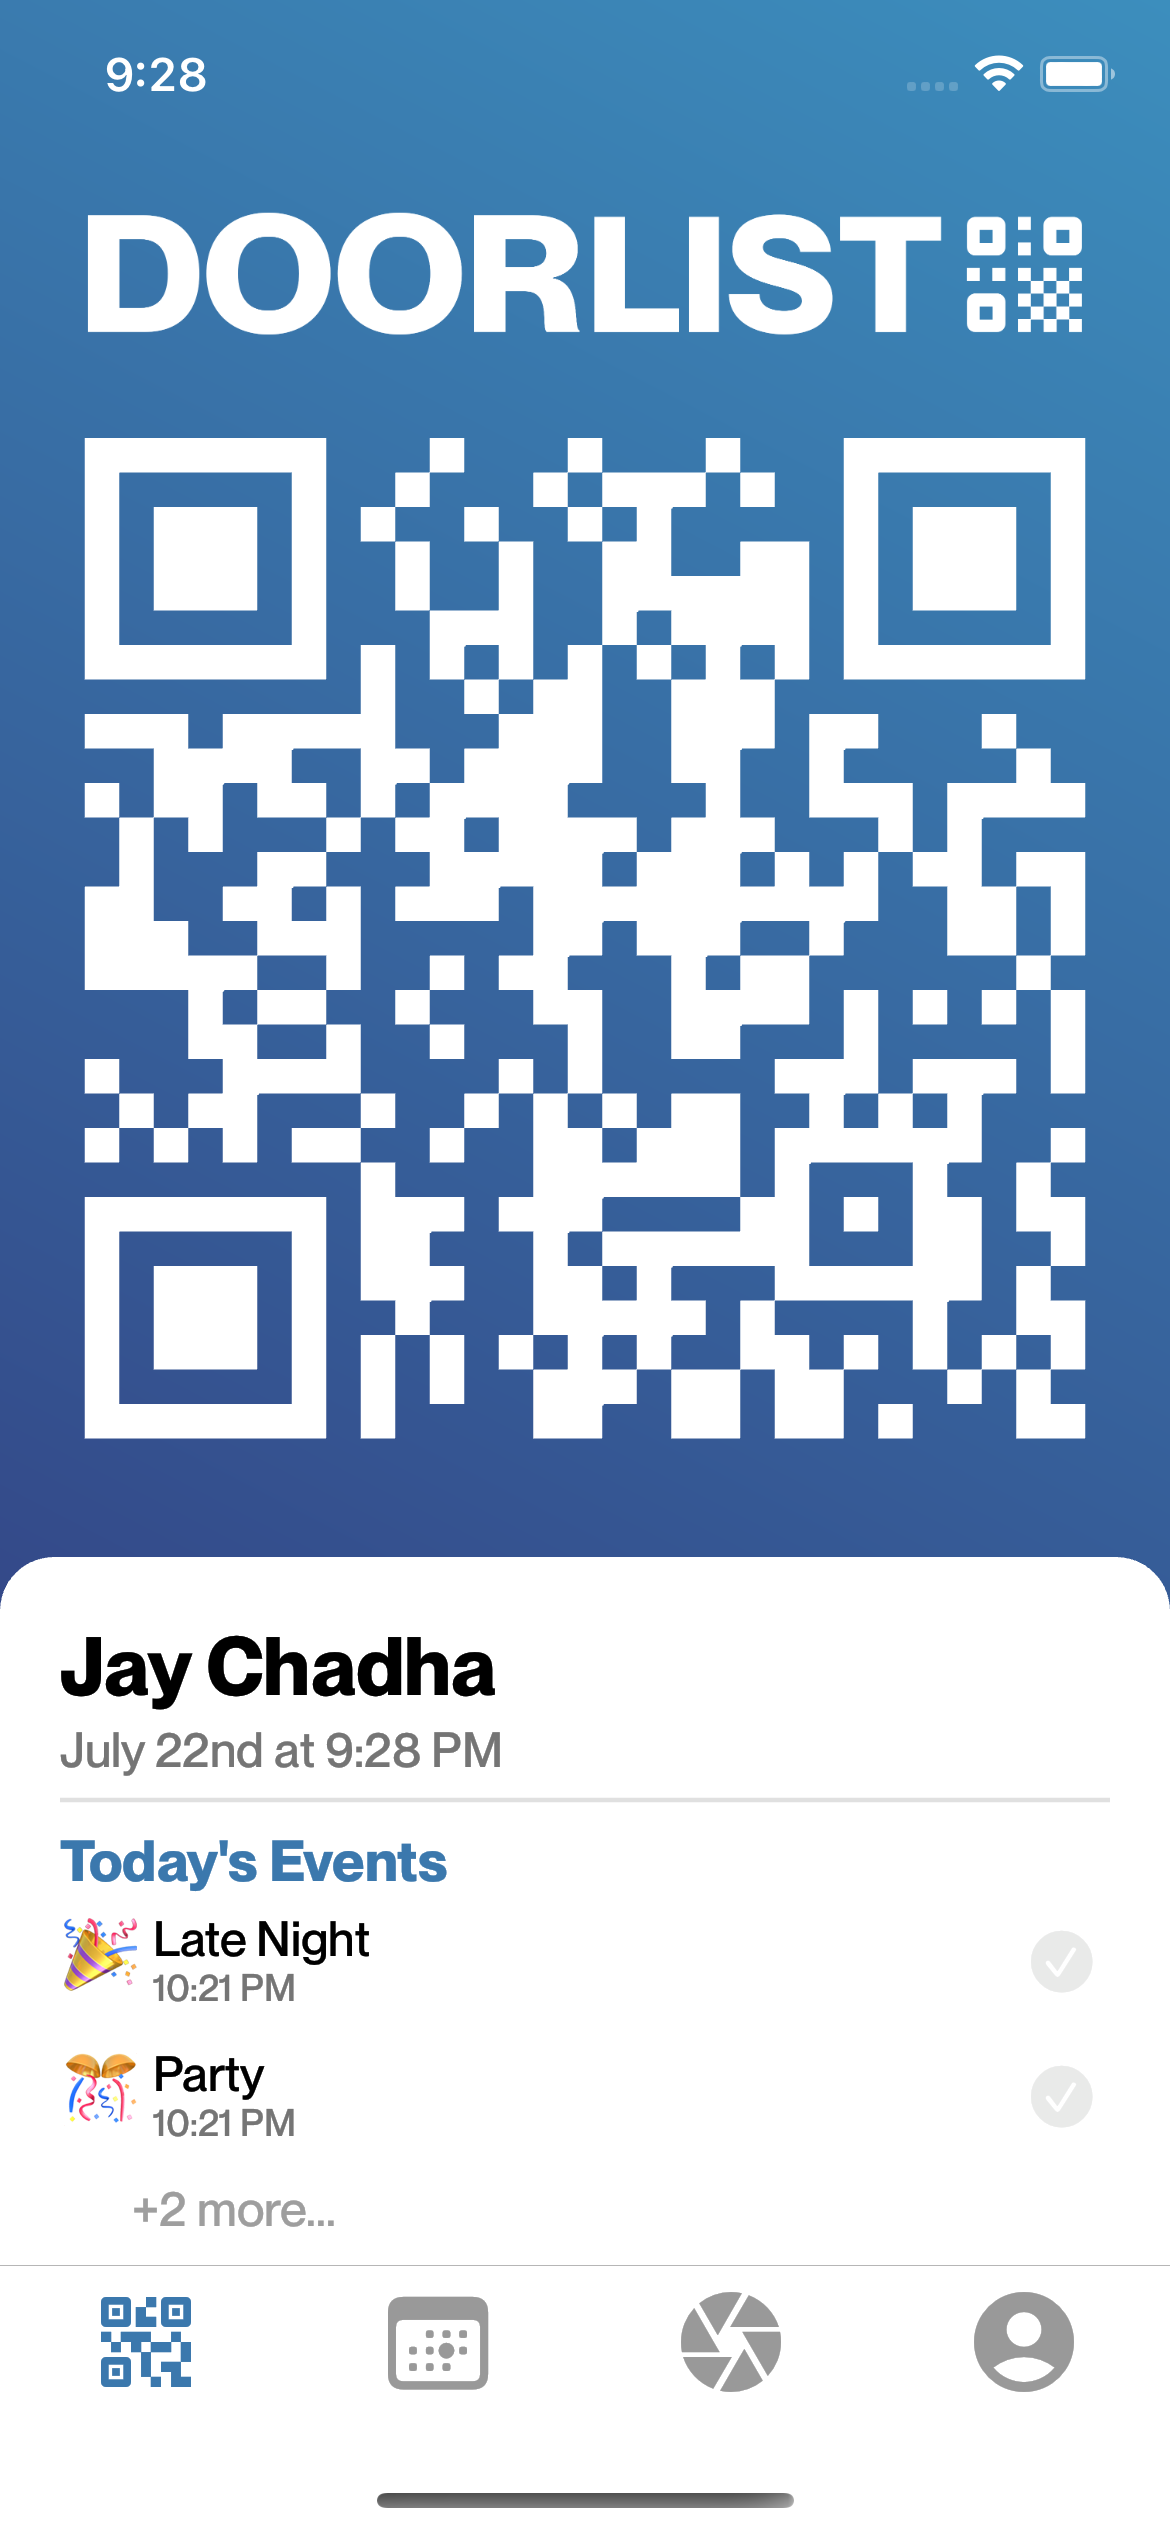 9:28
DOORLIST
Jay Chadha
July 22nd at 9:28 PM
Today's Events
Late Night
10:21 PM
Party
10:21 PM
+2 more...